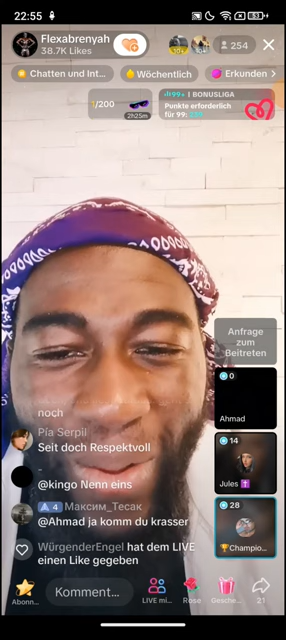 22:55
Flexabrenyah
38.7K Likes
254
Chatten und Int...
Wöchentlich
Erkunden
/200
2h25m
99+ | BONUSLIGA
Punkte erforderlich
für 99:
Anfrage
zum
Beitreten
0
Ahmad
14
Jules
28
Champio...
noch
Pia Serpil
Seit doch Respektvoll
-
@kingo Nenn eins
4 Максим_Тесак
@Ahmad ja komm du krasser
WürgenderEngel hat dem LIVE
einen Like gegeben
Abonn...
Komment...
LIVE mi...
Rose
Gesche...
21